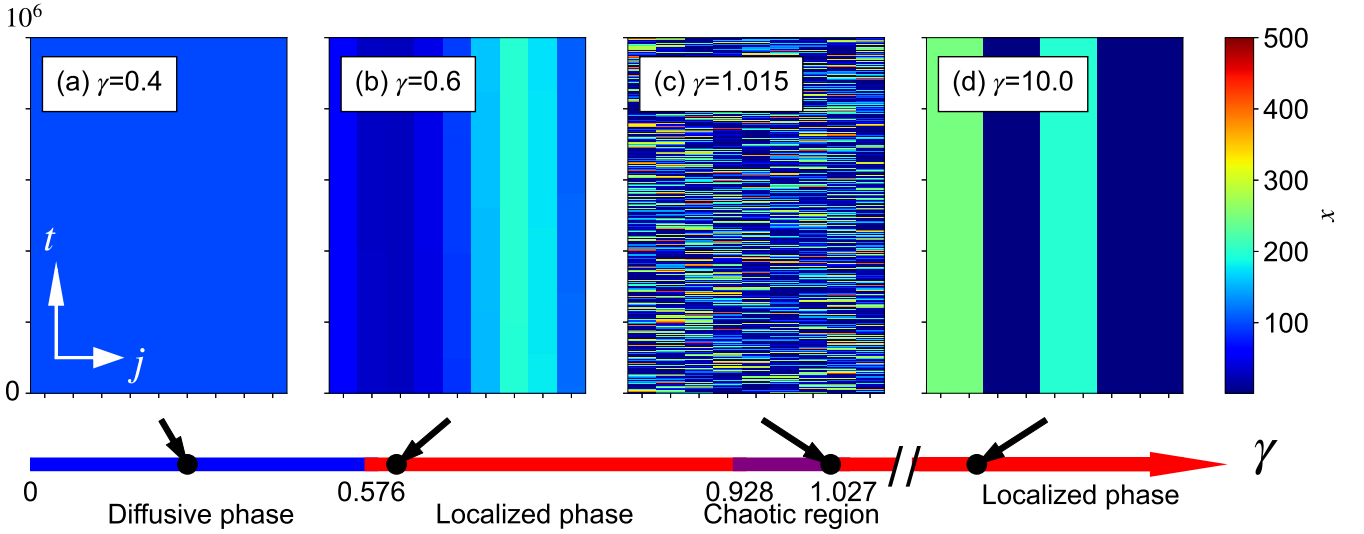 10⁶
(a) γ=0.4
(b) γ=0.6
(c) γ=1.015
(d) γ=10.0
500
400
300
200
100
x
t
j
0
γ
0
0.576
0.928
1.027
Diffusive phase
Localized phase
Chaotic region
Localized phase